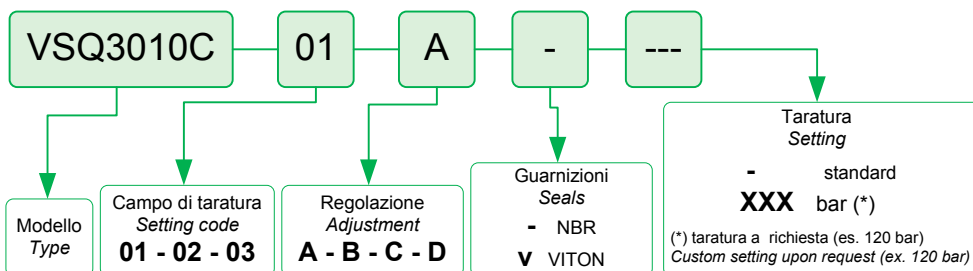 VSQ3010C 01 A - ---
Modello
Type
Campo di taratura
Setting code
01 - 02 - 03
Regolazione
Adjustment
A - B - C - D
Guarnizioni
Seals
- NBR
v VITON
Taratura
Setting
- standard
XXX bar (*)
(*) taratura a richiesta (es. 120 bar)
Custom setting upon request (ex. 120 bar)